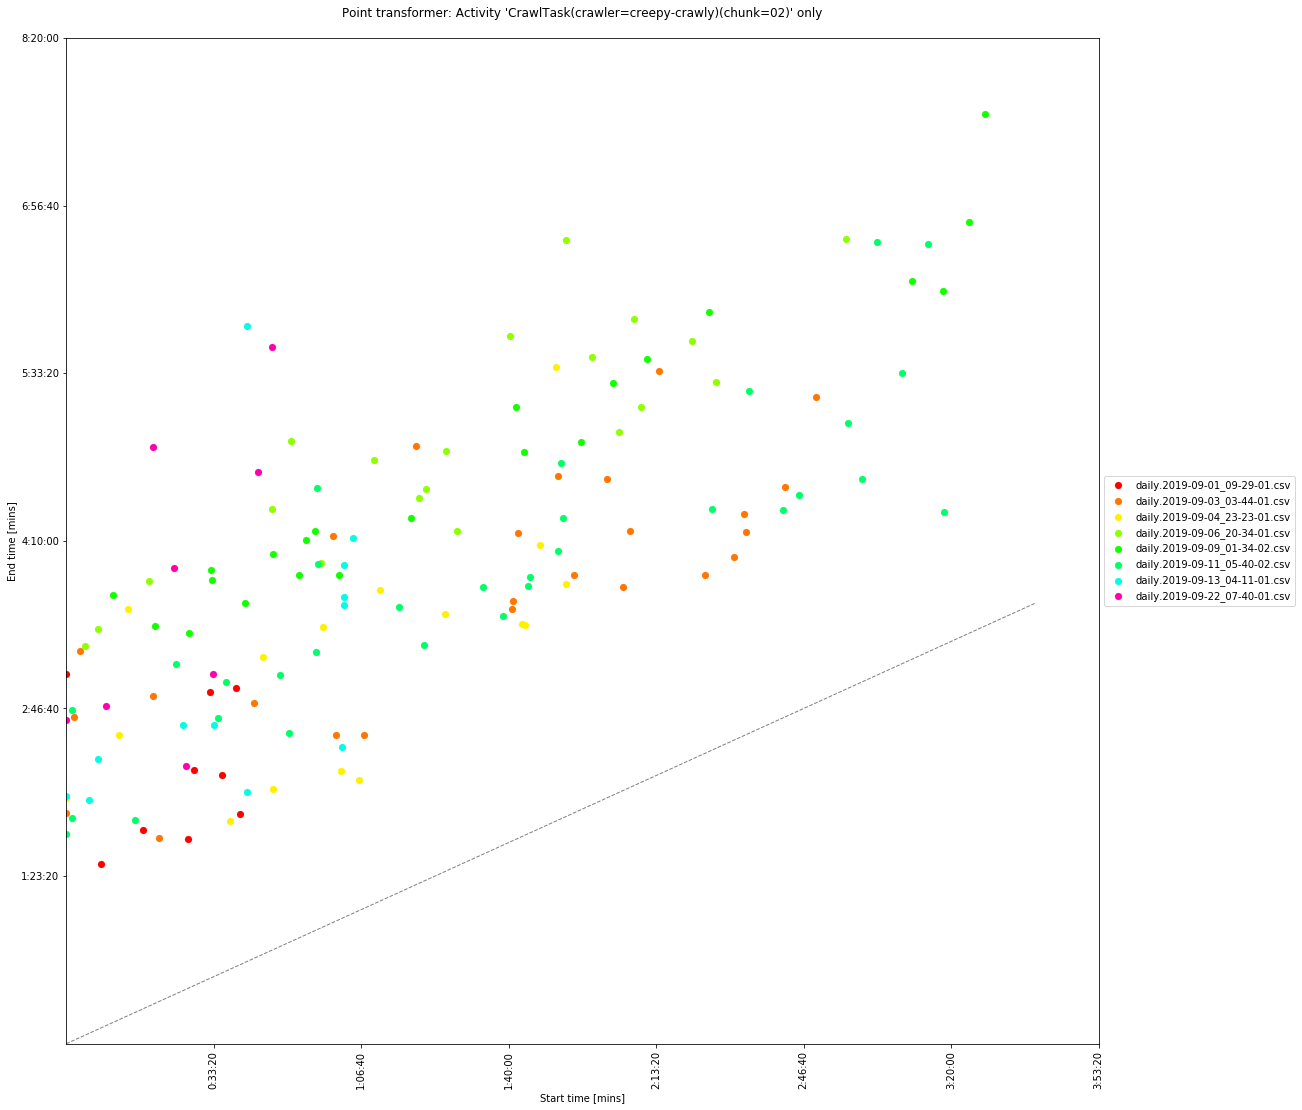 Point transformer: Activity 'CrawlTask(crawler=creepy-crawly)(chunk=02)' only
8:20:00
6:56:40
5:33:20
4:10:00
2:46:40
1:23:20
End time [mins]
0:33:20
1:06:40
1:40:00
2:13:20
2:46:40
3:20:00
3:53:20
Start time [mins]
daily.2019-09-01_09-29-01.csv
daily.2019-09-03_03-44-01.csv
daily.2019-09-04_23-23-01.csv
daily.2019-09-06_20-34-01.csv
daily.2019-09-09_01-34-02.csv
daily.2019-09-11_05-40-02.csv
daily.2019-09-13_04-11-01.csv
daily.2019-09-22_07-40-01.csv